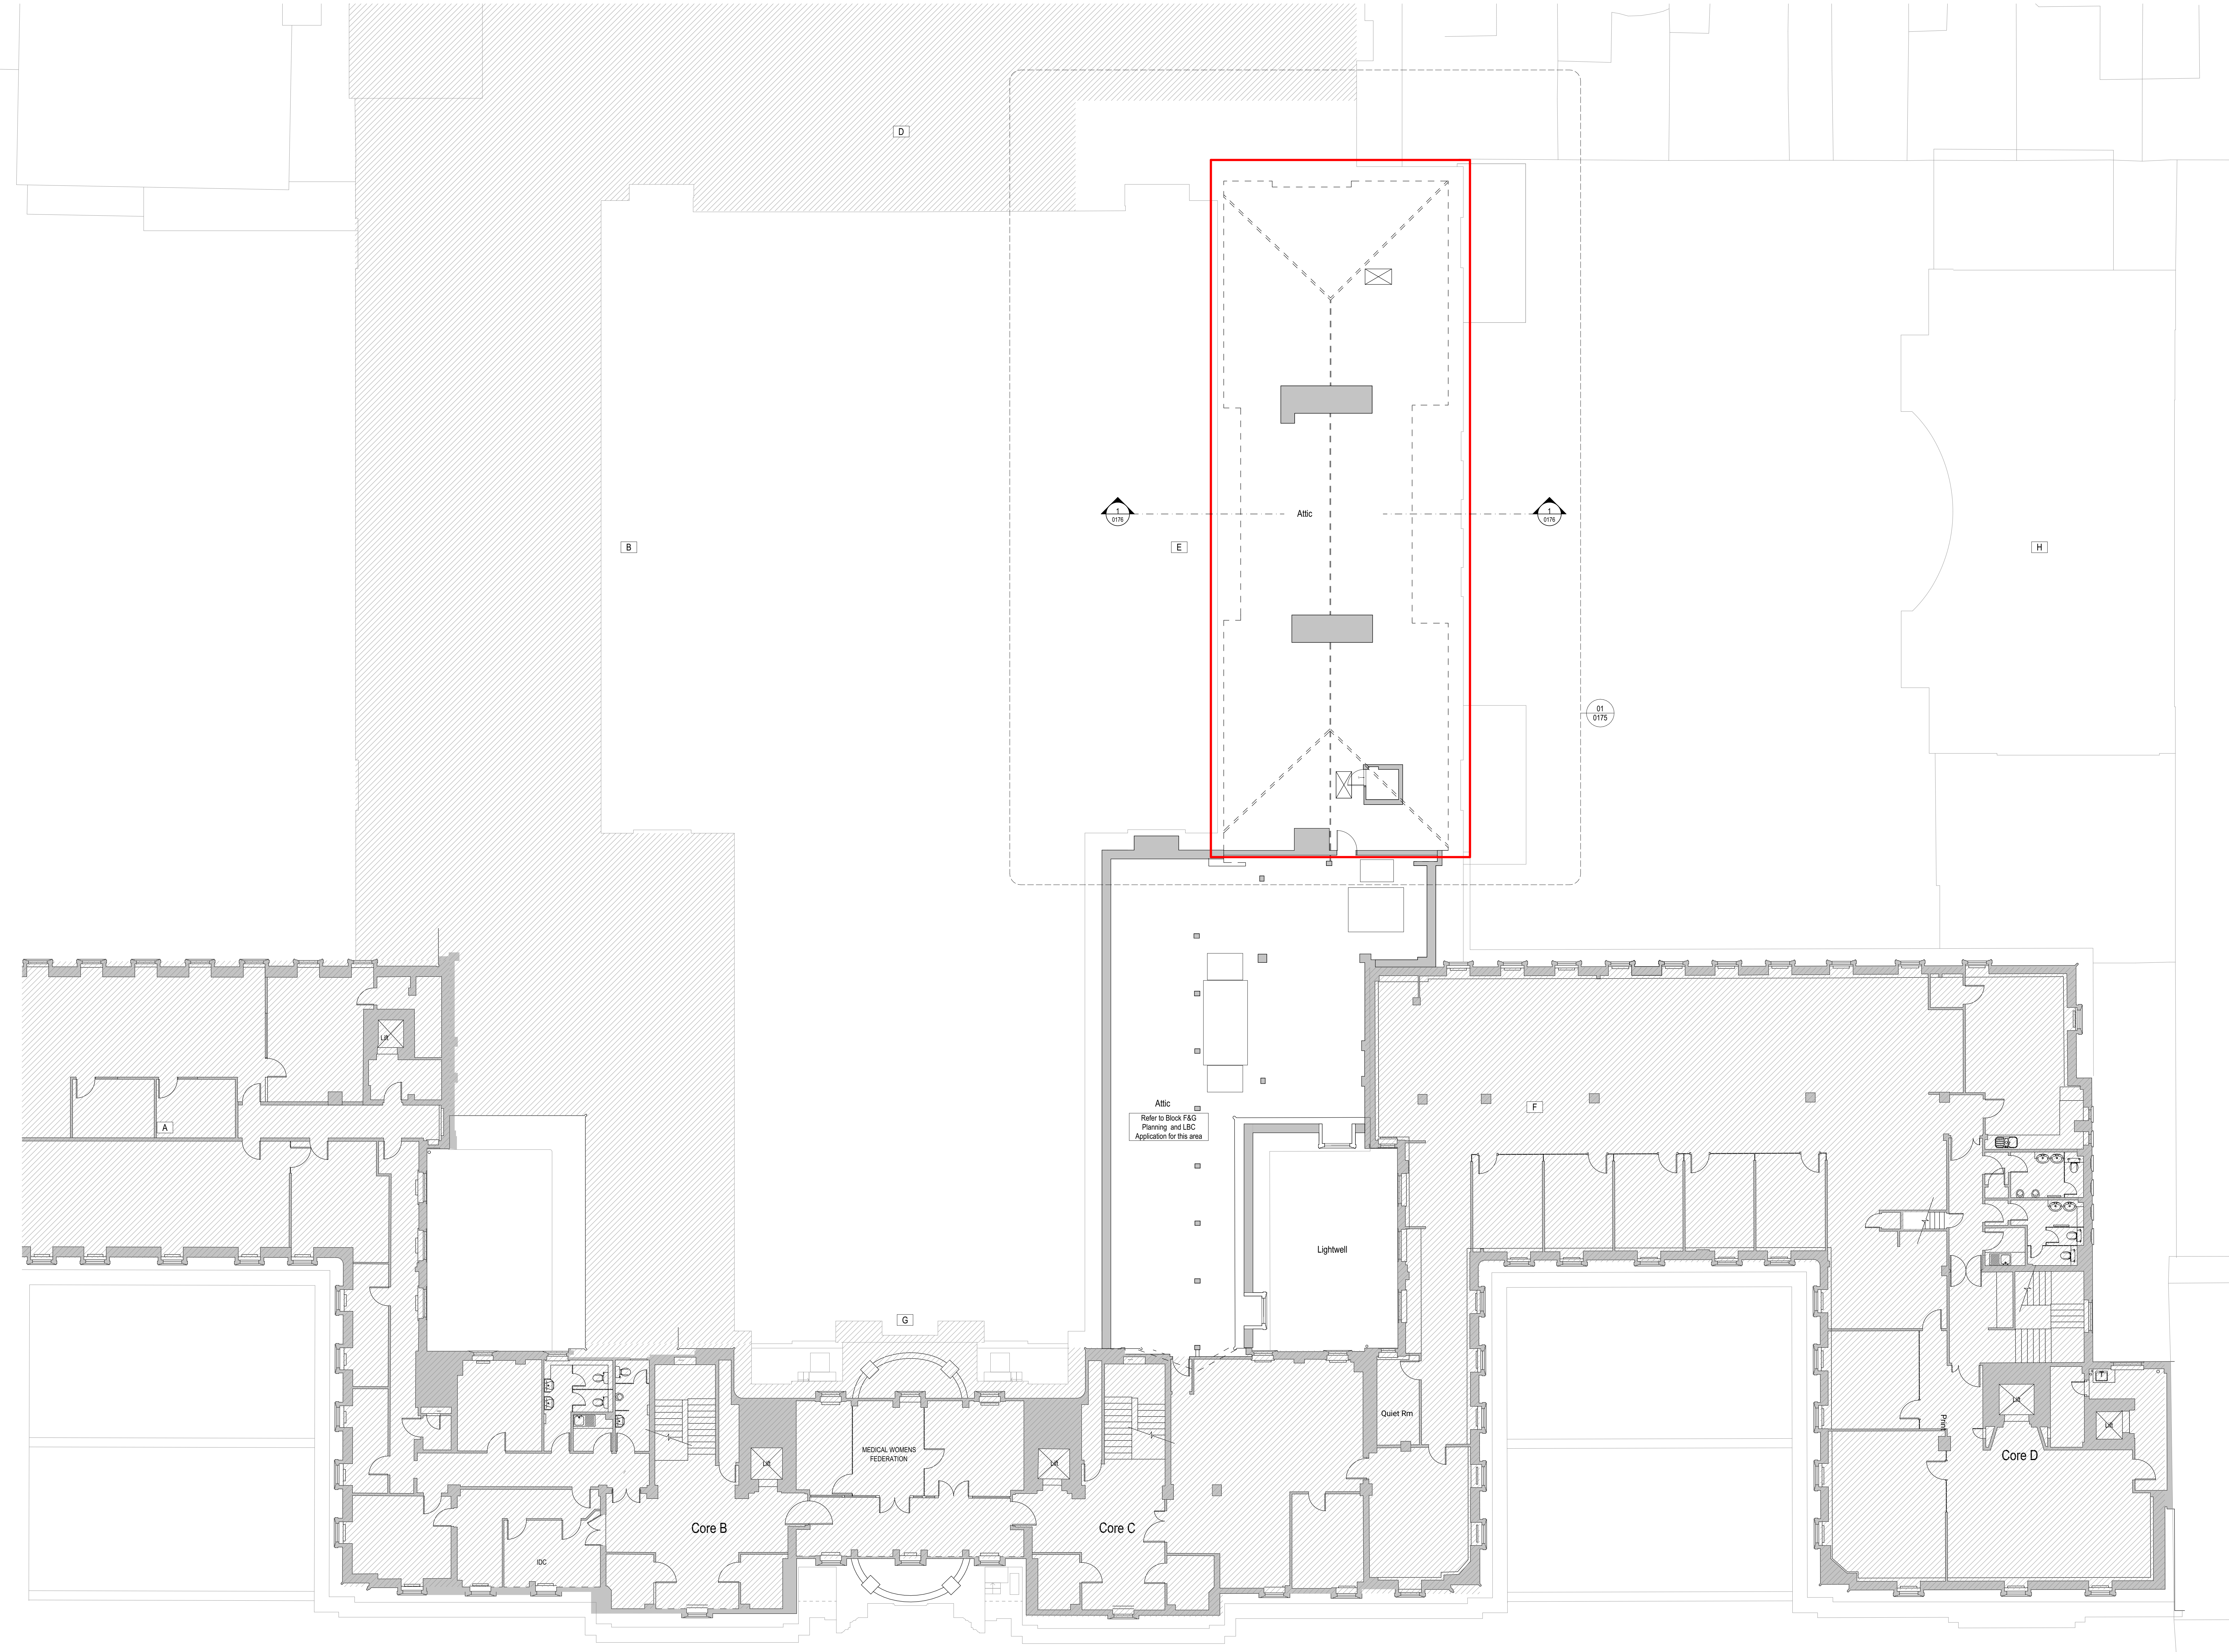 D
1
0176
Attic
1
0176
B
E
H
01
0175
Lift
A
Attic
Refer to Block F&G
Planning and LBC
Application for this area
F
Lightwell
G
Quiet Rm
Print
MEDICAL WOMENS
FEDERATION
Lift
Lift
Lift
Lift
Core D
Core B
Core C
IDC